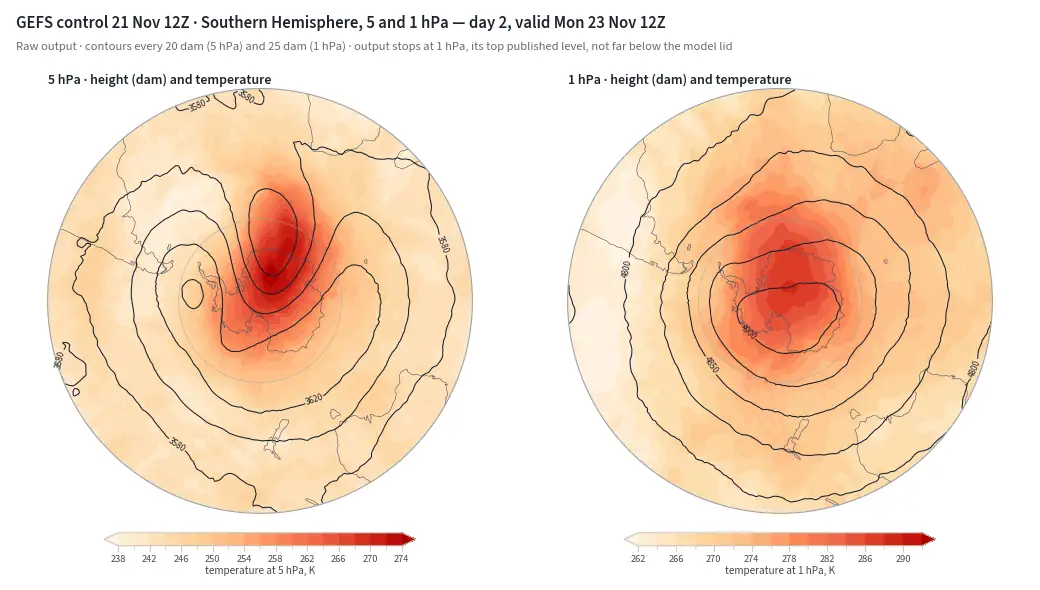 GEFS control 21 Nov 12Z · Southern Hemisphere, 5 and 1 hPa — day 2, valid Mon 23 Nov 12Z
Raw output · contours every 20 dam (5 hPa) and 25 dam (1 hPa) · output stops at 1 hPa, its top published level, not far below the model lid
5 hPa · height (dam) and temperature
1 hPa · height (dam) and temperature
3580
3580
3580
3580
3620
3580
4800
4900
4850
4800
238 242 246 250 254 258 262 266 270 274
temperature at 5 hPa, K
262 266 270 274 278 282 286 290
temperature at 1 hPa, K